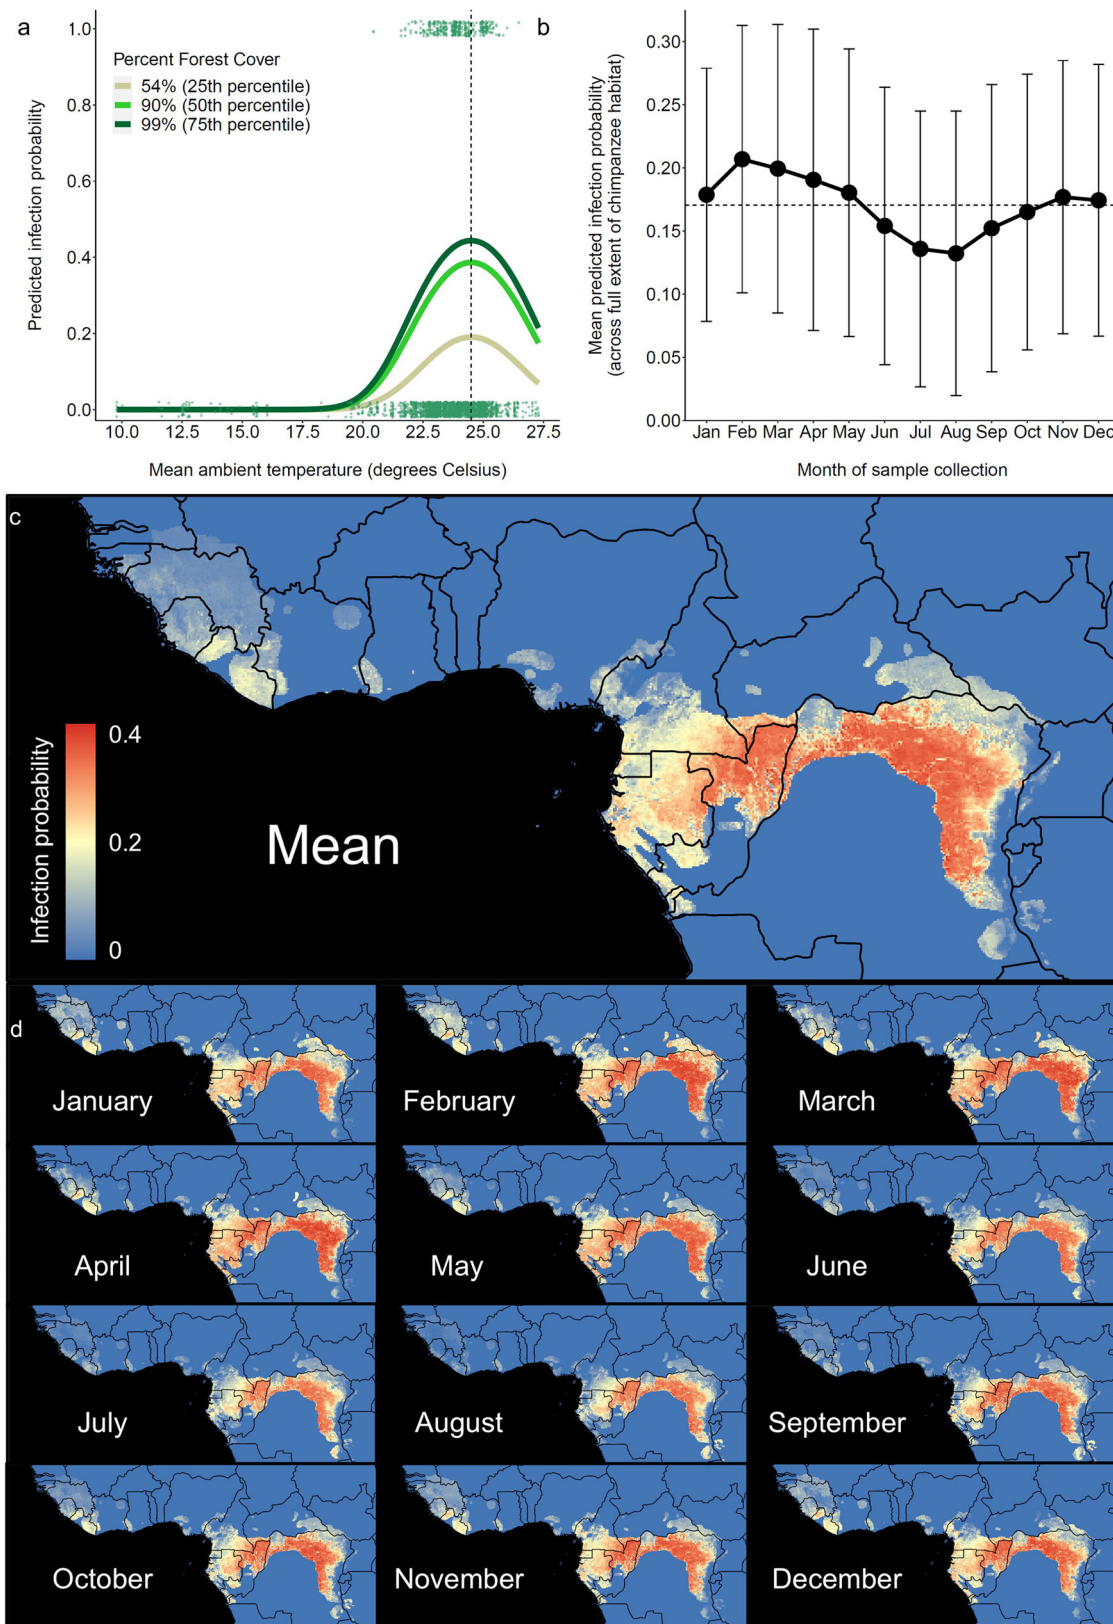 a
Predicted infection probability
1.0
0.8
0.6
0.4
0.2
0.0
Percent Forest Cover
54% (25th percentile)
90% (50th percentile)
99% (75th percentile)
10.0 12.5 15.0 17.5 20.0 22.5 25.0 27.5
Mean ambient temperature (degrees Celsius)
b
Mean predicted infection probability
(across full extent of chimpanzee habitat)
0.30
0.25
0.20
0.15
0.10
0.05
0.00
Jan Feb Mar Apr May Jun Jul Aug Sep Oct Nov Dec
Month of sample collection
c
Infection probability
0.4
0.2
0
Mean
d
January
February
March
April
May
June
July
August
September
October
November
December